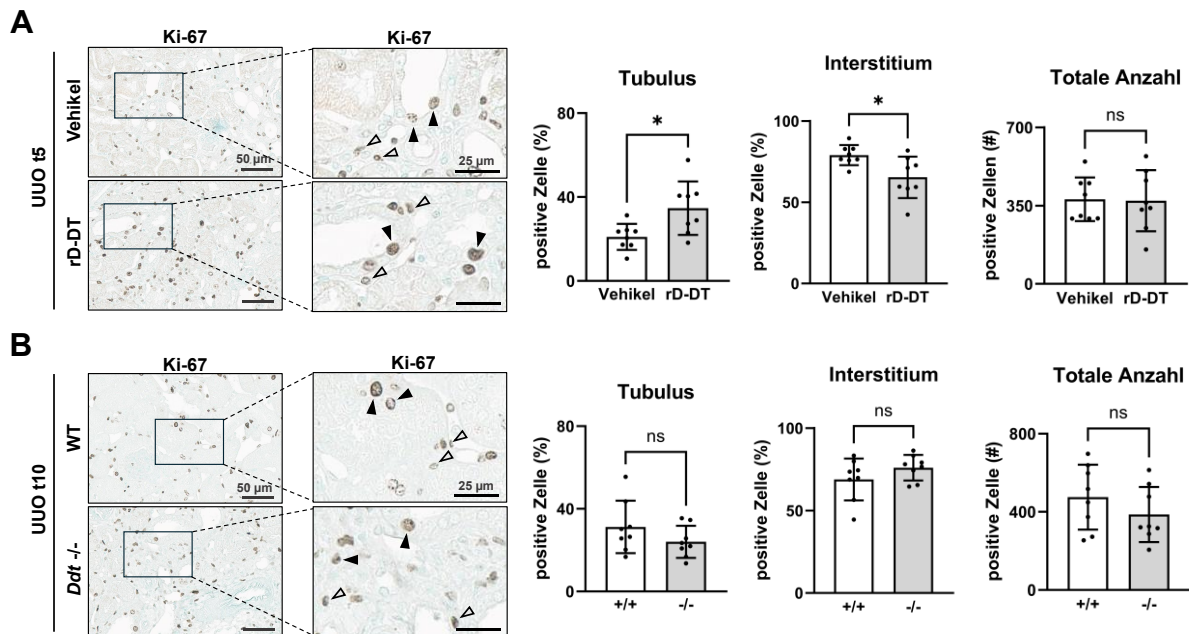 A
UUO t5
Vehikel
rD-DT
Ki-67
Ki-67
50 µm
25 µm
Tubulus
positive Zelle (%)
80
40
0
*
Vehikel rD-DT
Interstitium
positive Zelle (%)
100
50
0
*
Vehikel rD-DT
Totale Anzahl
positive Zellen (#)
700
350
0
ns
Vehikel rD-DT
B
UUO t10
WT
Ddt -/-
Ki-67
Ki-67
50 µm
25 µm
Tubulus
positive Zelle (%)
80
40
0
ns
+/+ -/-
Interstitium
positive Zelle (%)
100
50
0
ns
+/+ -/-
Totale Anzahl
positive Zelle (#)
800
400
0
ns
+/+ -/-